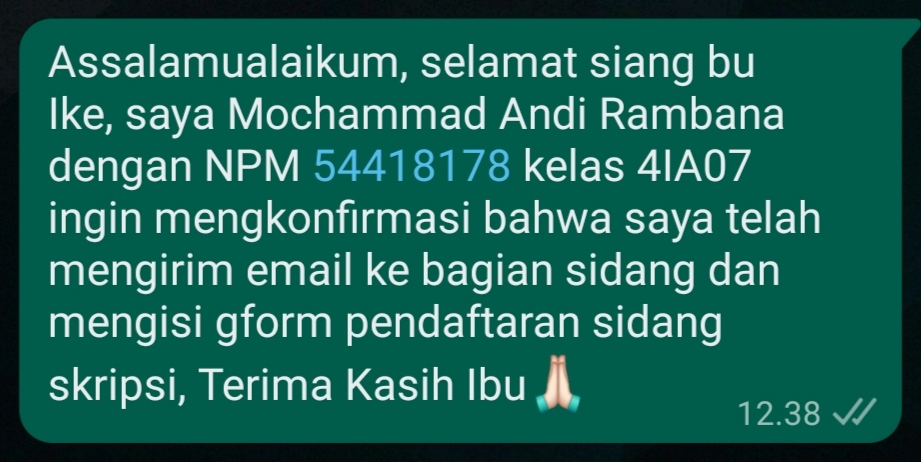 Assalamualaikum, selamat siang bu
Ike, saya Mochammad Andi Rambana
dengan NPM 54418178 kelas 4IA07
ingin mengkonfirmasi bahwa saya telah
mengirim email ke bagian sidang dan
mengisi gform pendaftaran sidang
skripsi, Terima Kasih Ibu 🙏🏻
12.38